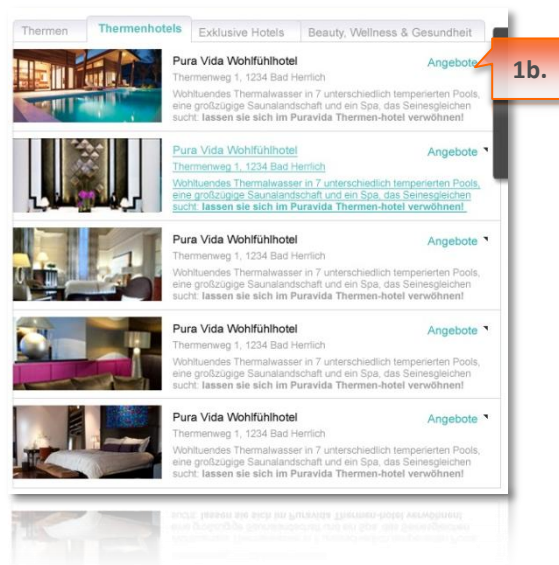 Thermen Thermenhotels Exklusive Hotels Beauty, Wellness & Gesundheit
Pura Vida Wohlfühlhotel Angebote
1b.
Thermenweg 1, 1234 Bad Herrlich
Wohltuendes Thermalwasser in 7 unterschiedlich temperierten Pools,
eine großzügige Saunalandschaft und ein Spa, das Seinesgleichen
sucht: lassen sie sich im Puravida Thermen-hotel verwöhnen!
Pura Vida Wohlfühlhotel Angebote
Thermenweg 1, 1234 Bad Herrlich
Wohltuendes Thermalwasser in 7 unterschiedlich temperierten Pools,
eine großzügige Saunalandschaft und ein Spa, das Seinesgleichen
sucht: lassen sie sich im Puravida Thermen-hotel verwöhnen!
Pura Vida Wohlfühlhotel Angebote
Thermenweg 1, 1234 Bad Herrlich
Wohltuendes Thermalwasser in 7 unterschiedlich temperierten Pools,
eine großzügige Saunalandschaft und ein Spa, das Seinesgleichen
sucht: lassen sie sich im Puravida Thermen-hotel verwöhnen!
Pura Vida Wohlfühlhotel Angebote
Thermenweg 1, 1234 Bad Herrlich
Wohltuendes Thermalwasser in 7 unterschiedlich temperierten Pools,
eine großzügige Saunalandschaft und ein Spa, das Seinesgleichen
sucht: lassen sie sich im Puravida Thermen-hotel verwöhnen!
Pura Vida Wohlfühlhotel Angebote
Thermenweg 1, 1234 Bad Herrlich
Wohltuendes Thermalwasser in 7 unterschiedlich temperierten Pools,
eine großzügige Saunalandschaft und ein Spa, das Seinesgleichen
sucht: lassen sie sich im Puravida Thermen-hotel verwöhnen!